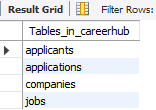 Result Grid Filter Rows:
Tables_in_careerhub
applicants
applications
companies
jobs